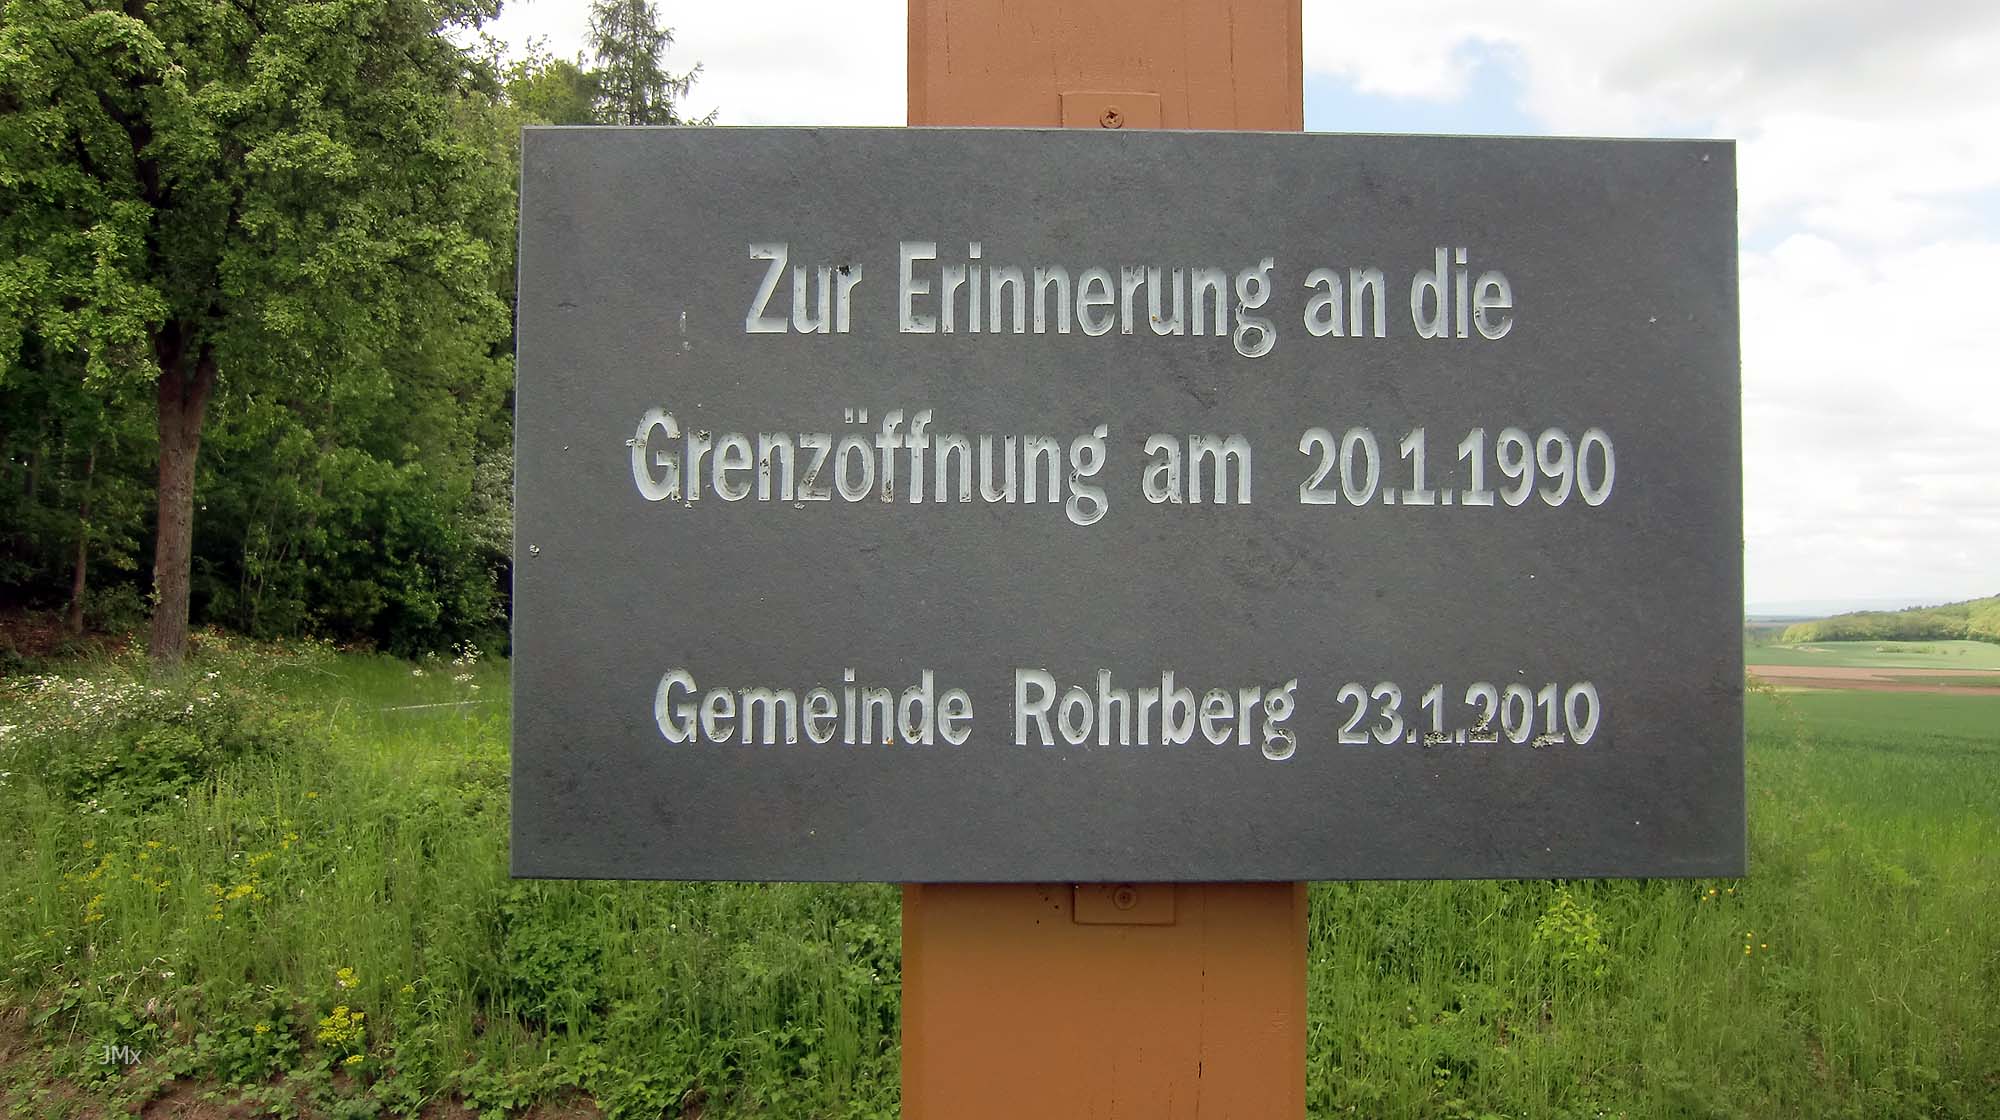 Zur Erinnerung an die
Grenzöffnung am 20.1.1990
Gemeinde Rohrberg 23.1.2010
JMx